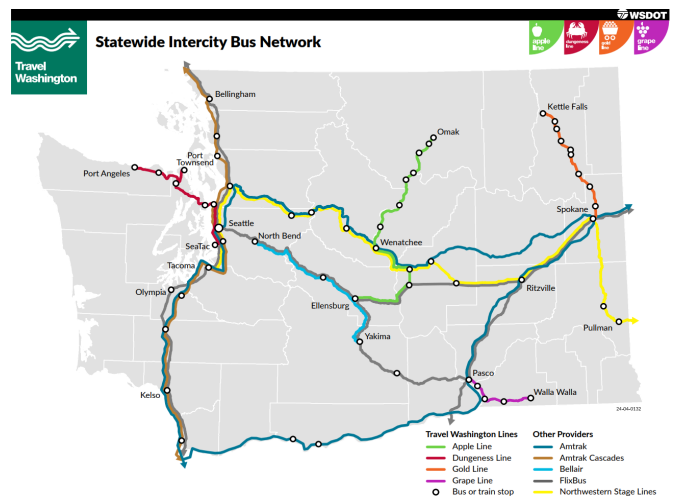 WSDOT
Travel
Washington
Statewide Intercity Bus Network
apple
line
dungeness
line
gold
line
grape
line
Bellingham
Kettle Falls
Omak
Port
Townsend
Port Angeles
Spokane
Seattle
North Bend
SeaTac
Wenatchee
Tacoma
Olympia
Ritzville
Ellensburg
Pullman
Yakima
Pasco
Kelso
Walla Walla
24-04-0132
Travel Washington Lines
Apple Line
Dungeness Line
Gold Line
Grape Line
Bus or train stop
Other Providers
Amtrak
Amtrak Cascades
Bellair
FlixBus
Northwestern Stage Lines